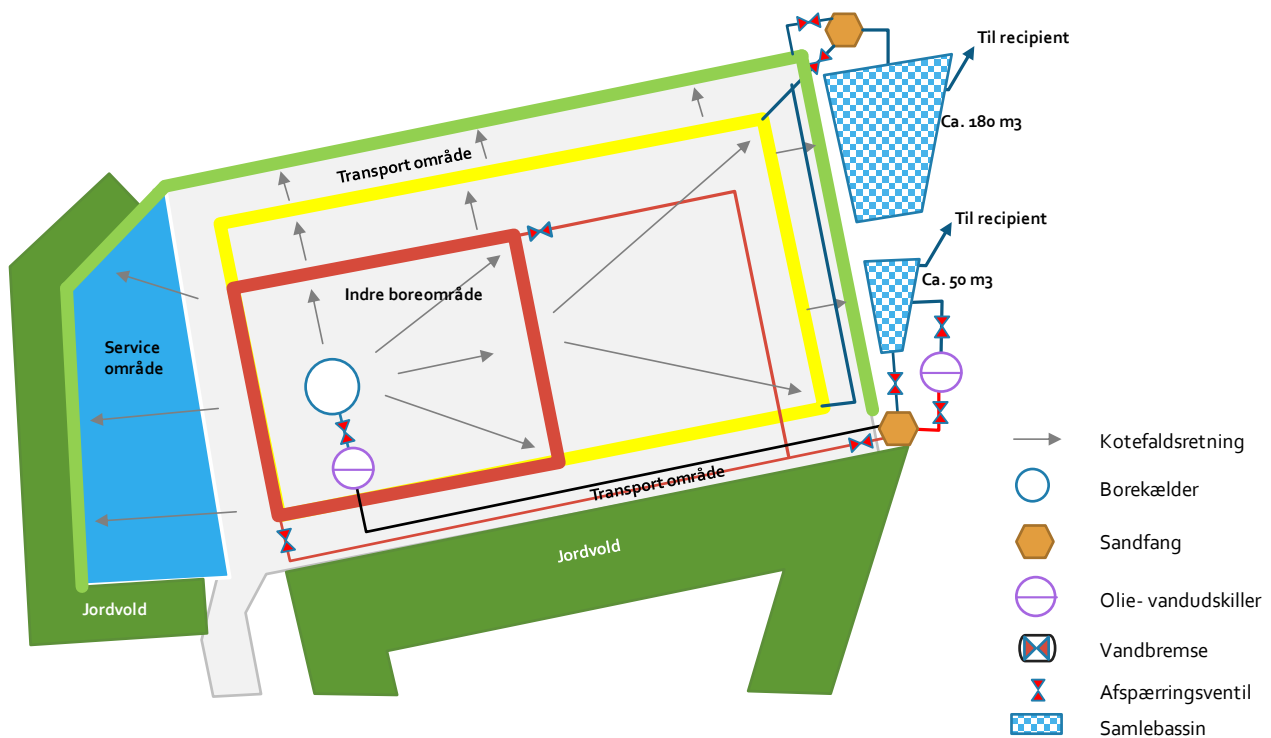 Til recipient
Ca. 180 m3
Transport område
Til recipient
Ca. 50 m3
Indre boreområde
Service
område
Transport område
Jordvold
Jordvold
Kotefaldsretning
Borekælder
Sandfang
Olie- vandudskiller
Vandbremse
Afspærringsventil
Samlebassin